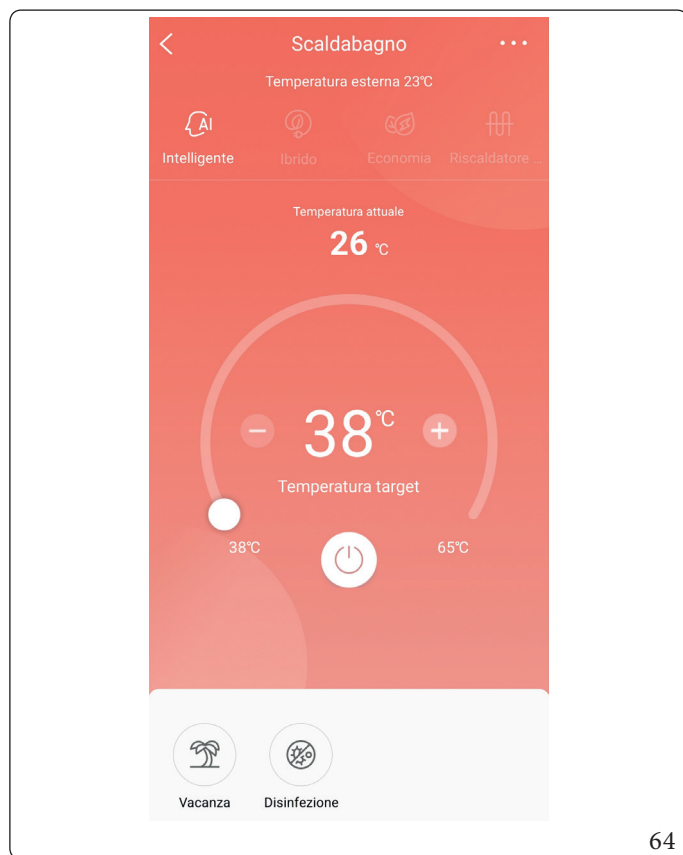 Scaldabagno
Temperatura esterna 23℃
AI
Intelligente Ibrido Economia Riscaldatore ...
Temperatura attuale
26 ℃
38℃
Temperatura target
38℃ 65℃
Vacanza Disinfezione
64